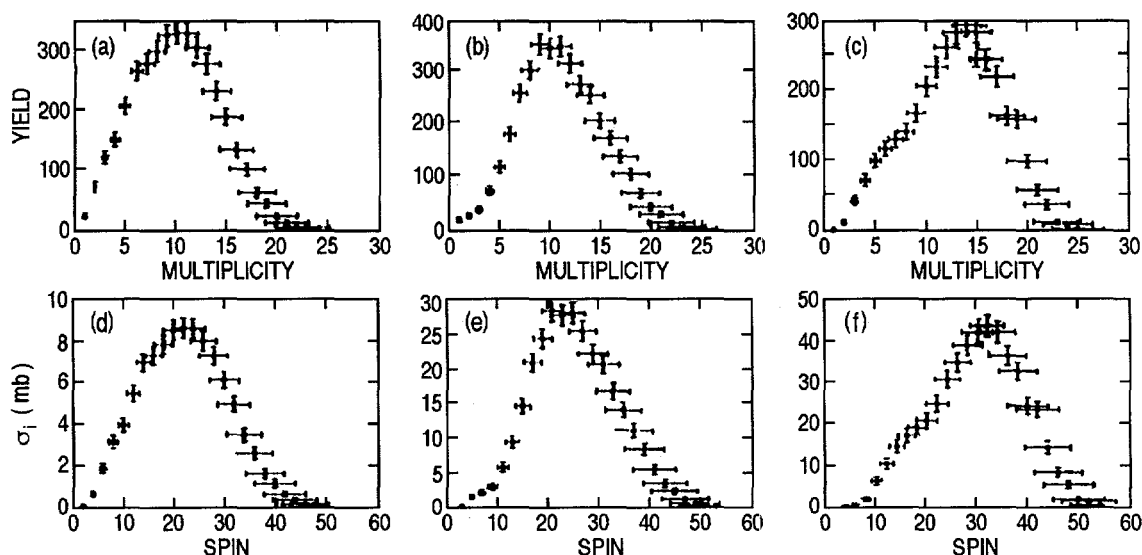 (a) (b) (c)
YIELD
300 200 100 0
400 350 300 200 100 0
300 200 100 0
0 5 10 15 20 25 30
0 5 10 15 20 25 30
0 5 10 15 20 25 30
MULTIPLICITY MULTIPLICITY MULTIPLICITY
(d) (e) (f)
σi (mb)
10 8 6 4 2 0
30 25 20 15 10 5 0
50 40 30 20 10 0
0 10 20 30 40 50 60
0 10 20 30 40 50 60
0 10 20 30 40 50 60
SPIN SPIN SPIN